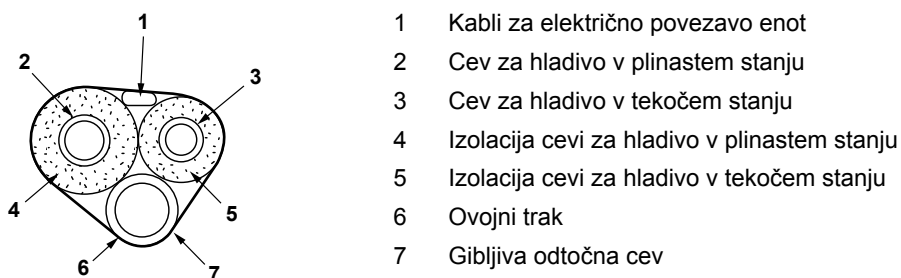 1 Kabli za električno povezavo enot
2 Cev za hladivo v plinastem stanju
3 Cev za hladivo v tekočem stanju
4 Izolacija cevi za hladivo v plinastem stanju
5 Izolacija cevi za hladivo v tekočem stanju
6 Ovojni trak
7 Gibljiva odtočna cev
1
2
3
4
5
6
7